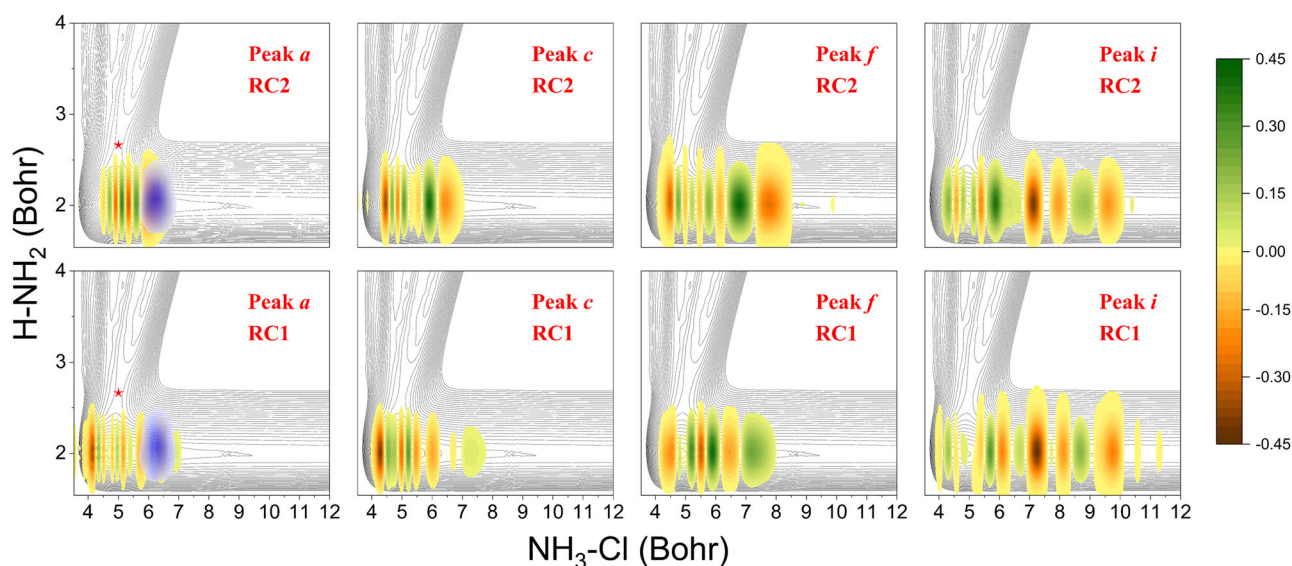 H-NH2 (Bohr)
4
3
2
Peak a
RC2
Peak c
RC2
Peak f
RC2
Peak i
RC2
4
3
2
Peak a
RC1
Peak c
RC1
Peak f
RC1
Peak i
RC1
4 5 6 7 8 9 10 11 12
4 5 6 7 8 9 10 11 12
4 5 6 7 8 9 10 11 12
4 5 6 7 8 9 10 11 12
NH3-Cl (Bohr)
0.45
0.30
0.15
0.00
-0.15
-0.30
-0.45